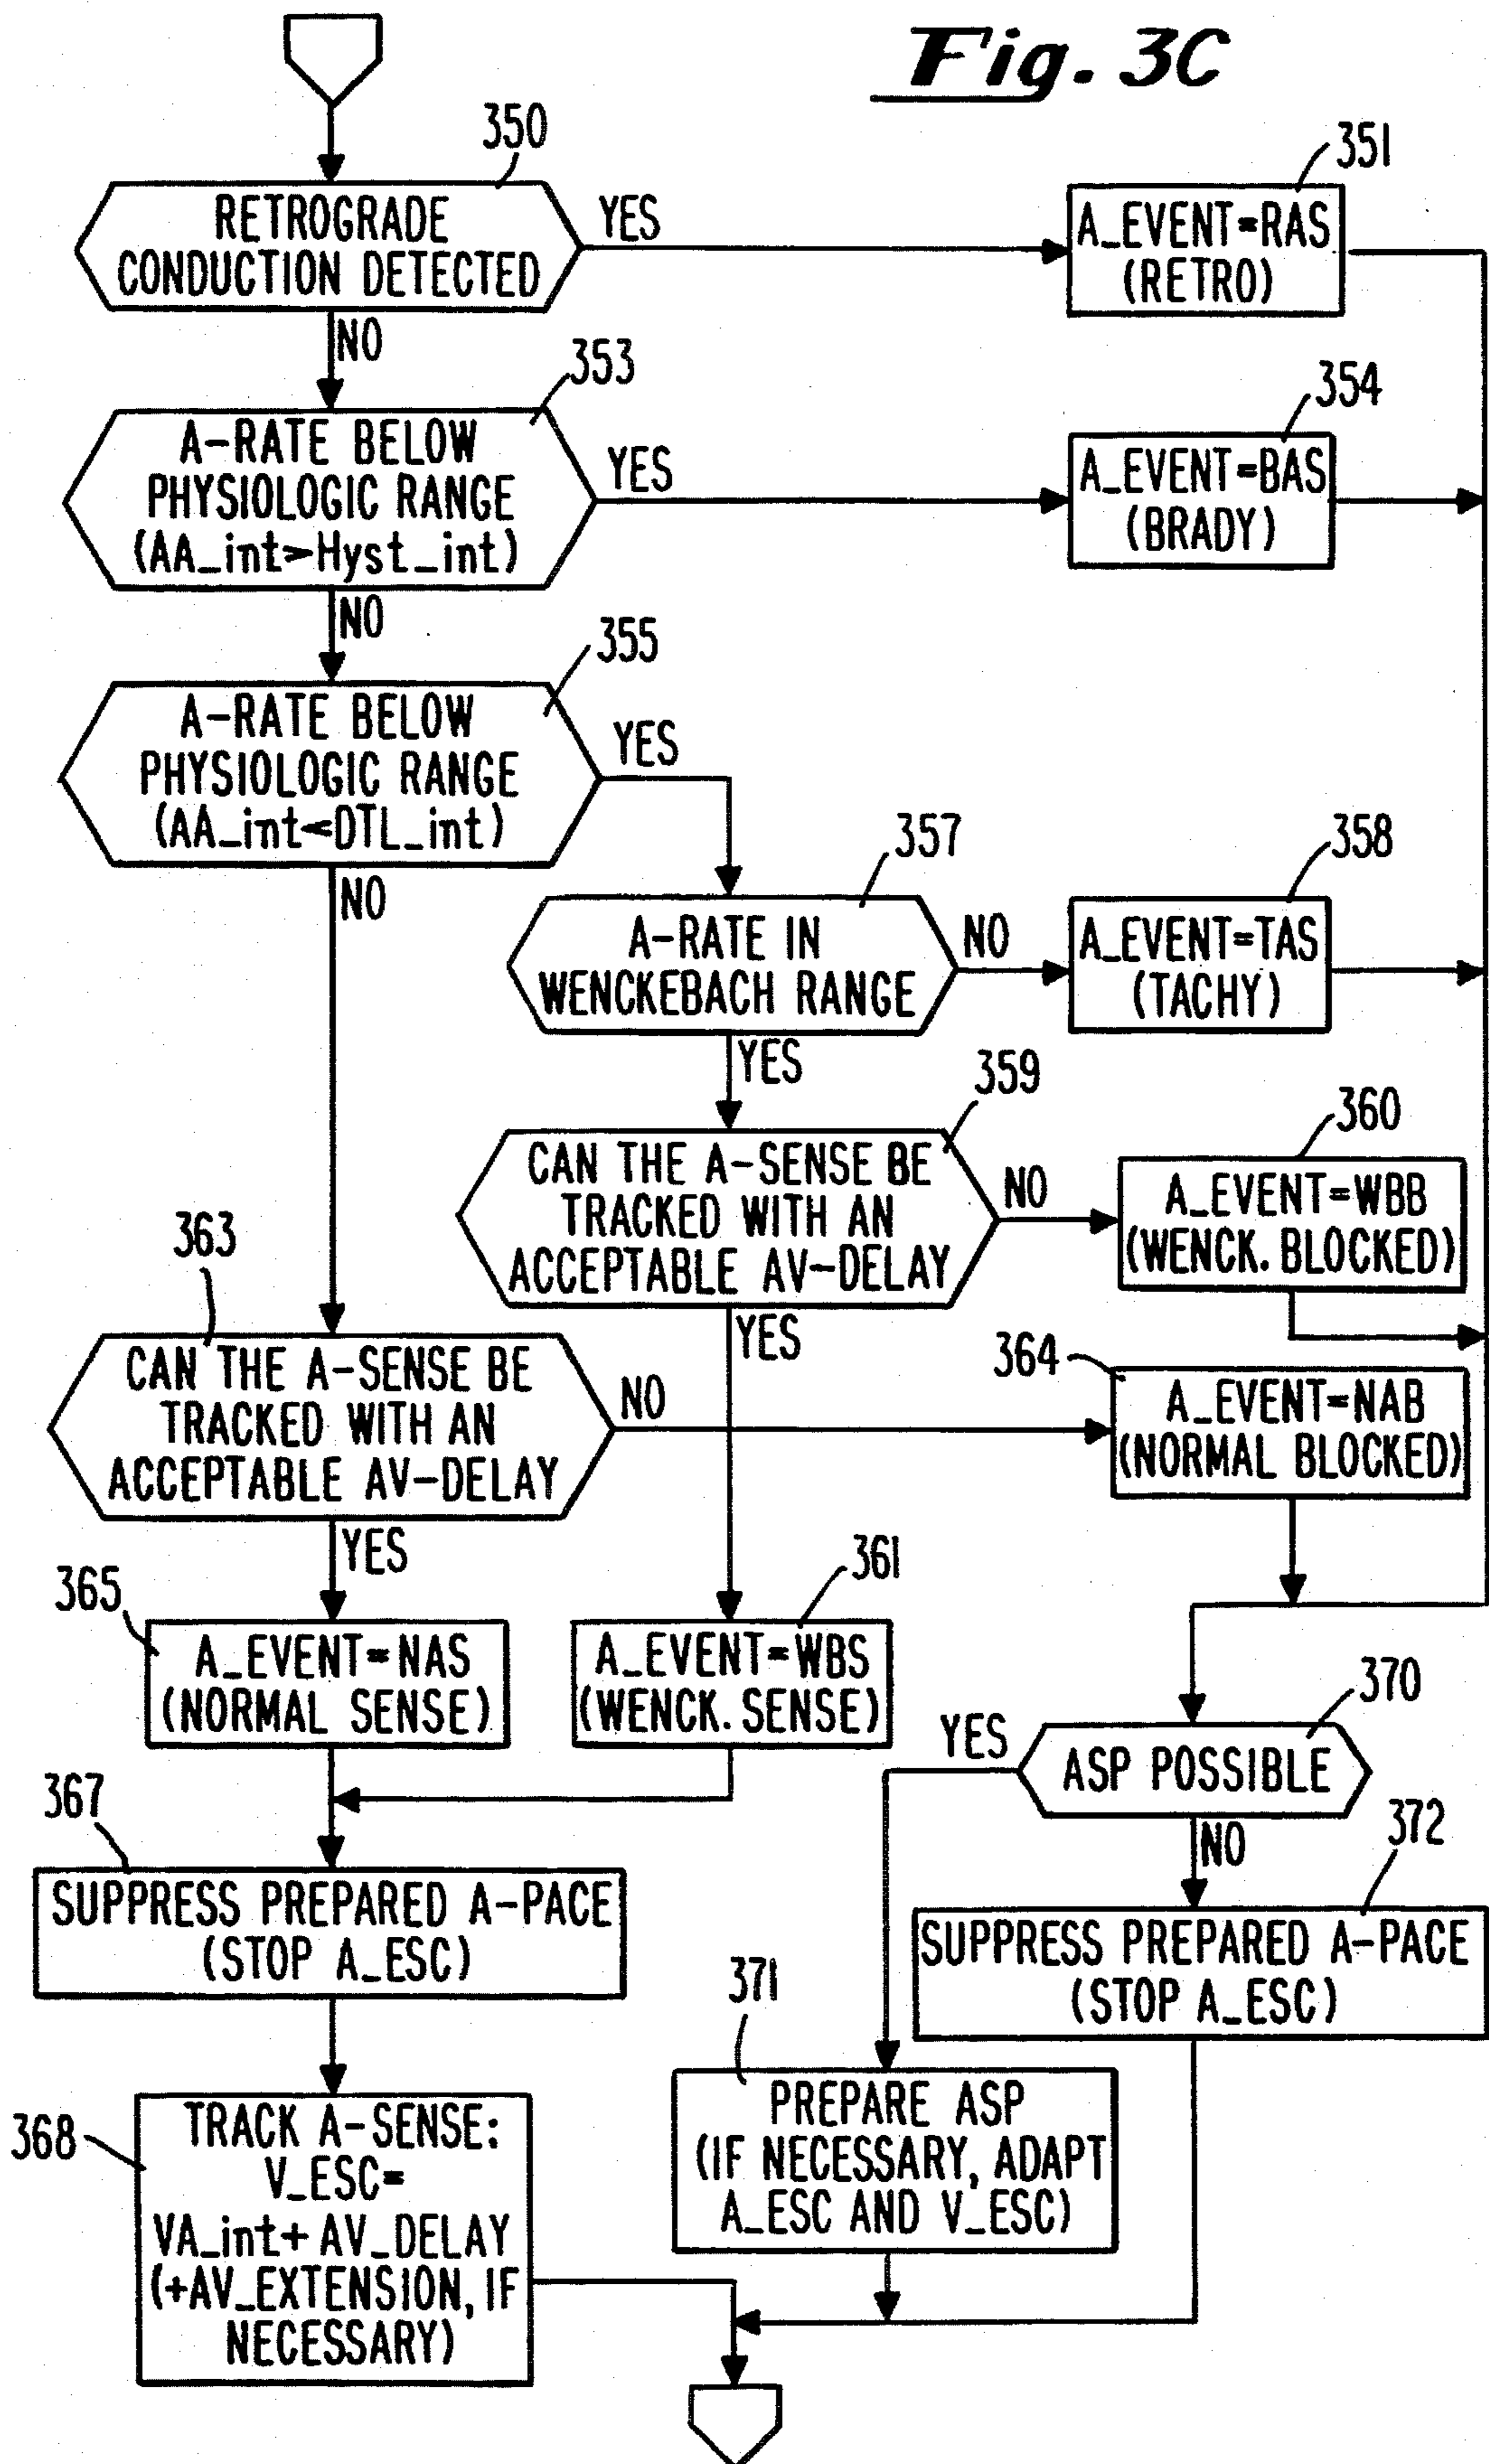 Fig. 3C
350
RETROGRADE
CONDUCTION DETECTED
YES
351
A_EVENT=RAS
(RETRO)
NO
353
A-RATE BELOW
PHYSIOLOGIC RANGE
(AA_int>Hyst_int)
YES
354
A_EVENT=BAS
(BRADY)
NO
355
A-RATE BELOW
PHYSIOLOGIC RANGE
(AA_int<DTL_int)
YES
NO
357
A-RATE IN
WENCKEBACH RANGE
NO
358
A_EVENT=TAS
(TACHY)
YES
359
CAN THE A-SENSE BE
TRACKED WITH AN
ACCEPTABLE AV-DELAY
NO
360
A_EVENT=WBB
(WENCK. BLOCKED)
YES
363
CAN THE A-SENSE BE
TRACKED WITH AN
ACCEPTABLE AV-DELAY
NO
364
A_EVENT=NAB
(NORMAL BLOCKED)
YES
365
A_EVENT=NAS
(NORMAL SENSE)
361
A_EVENT=WBS
(WENCK. SENSE)
370
ASP POSSIBLE
YES
NO
367
SUPPRESS PREPARED A-PACE
(STOP A_ESC)
372
SUPPRESS PREPARED A-PACE
(STOP A_ESC)
371
PREPARE ASP
(IF NECESSARY, ADAPT
A_ESC AND V_ESC)
368
TRACK A-SENSE:
V_ESC=
VA_int+ AV_DELAY
(+AV_EXTENSION, IF
NECESSARY)